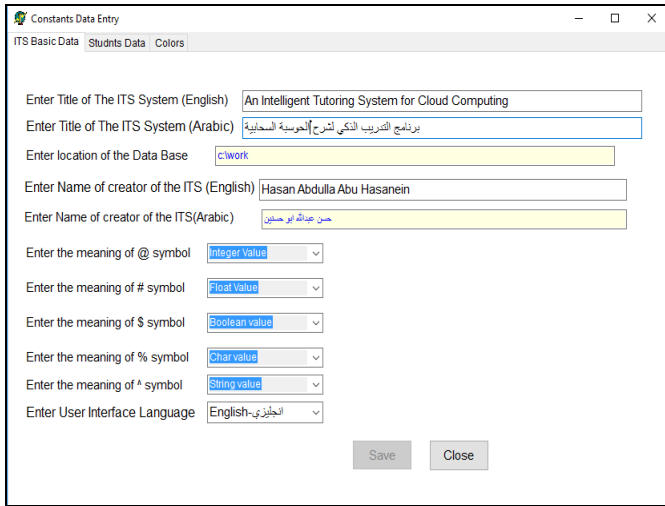 Constants Data Entry
ITS Basic Data Studnts Data Colors
Enter Title of The ITS System (English) An Intelligent Tutoring System for Cloud Computing
Enter Title of The ITS System (Arabic) برنامج التدريب الذكي لشرح الحوسبة السحابية
Enter location of the Data Base c:\work
Enter Name of creator of the ITS (English) Hasan Abdulla Abu Hasanein
Enter Name of creator of the ITS(Arabic) حسن عبدالله ابو حسنين
Enter the meaning of @ symbol Integer Value
Enter the meaning of # symbol Float Value
Enter the meaning of $ symbol Boolean value
Enter the meaning of % symbol Char value
Enter the meaning of ^ symbol String value
Enter User Interface Language English-انجليزي
Save Close